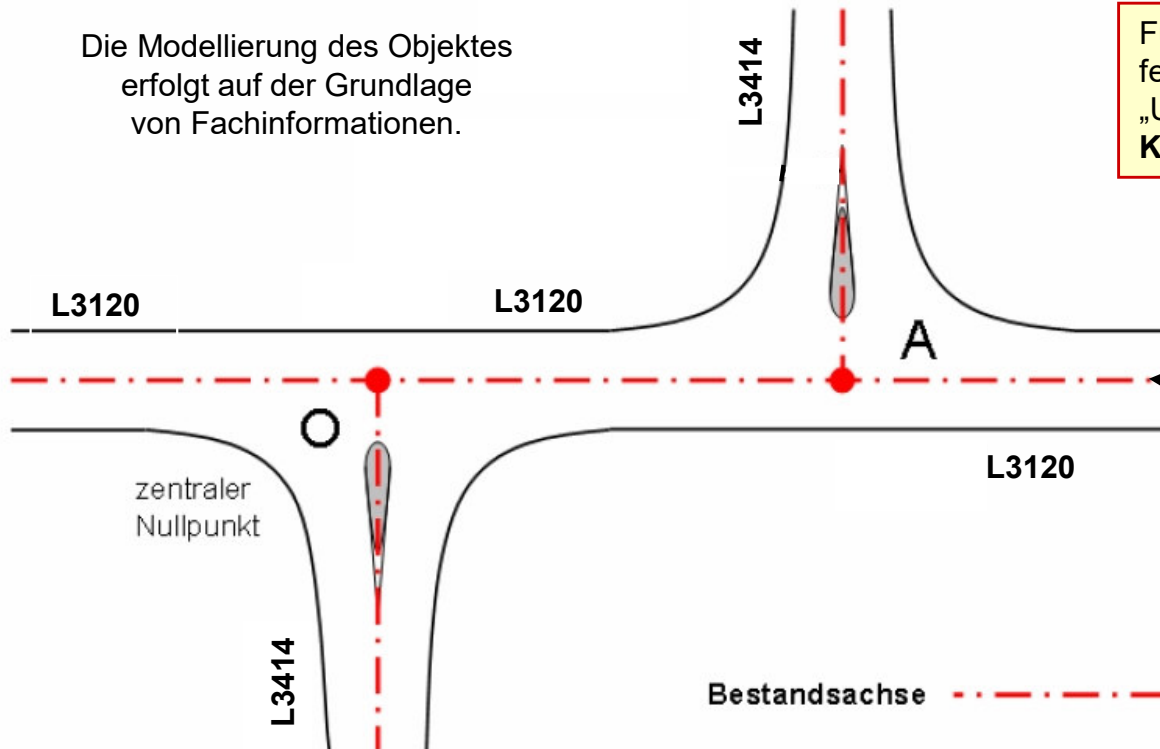 Die Modellierung des Objektes
erfolgt auf der Grundlage
von Fachinformationen.
L3414
L3120
L3120
A
O
L3120
zentraler
Nullpunkt
L3414
Bestandsachse